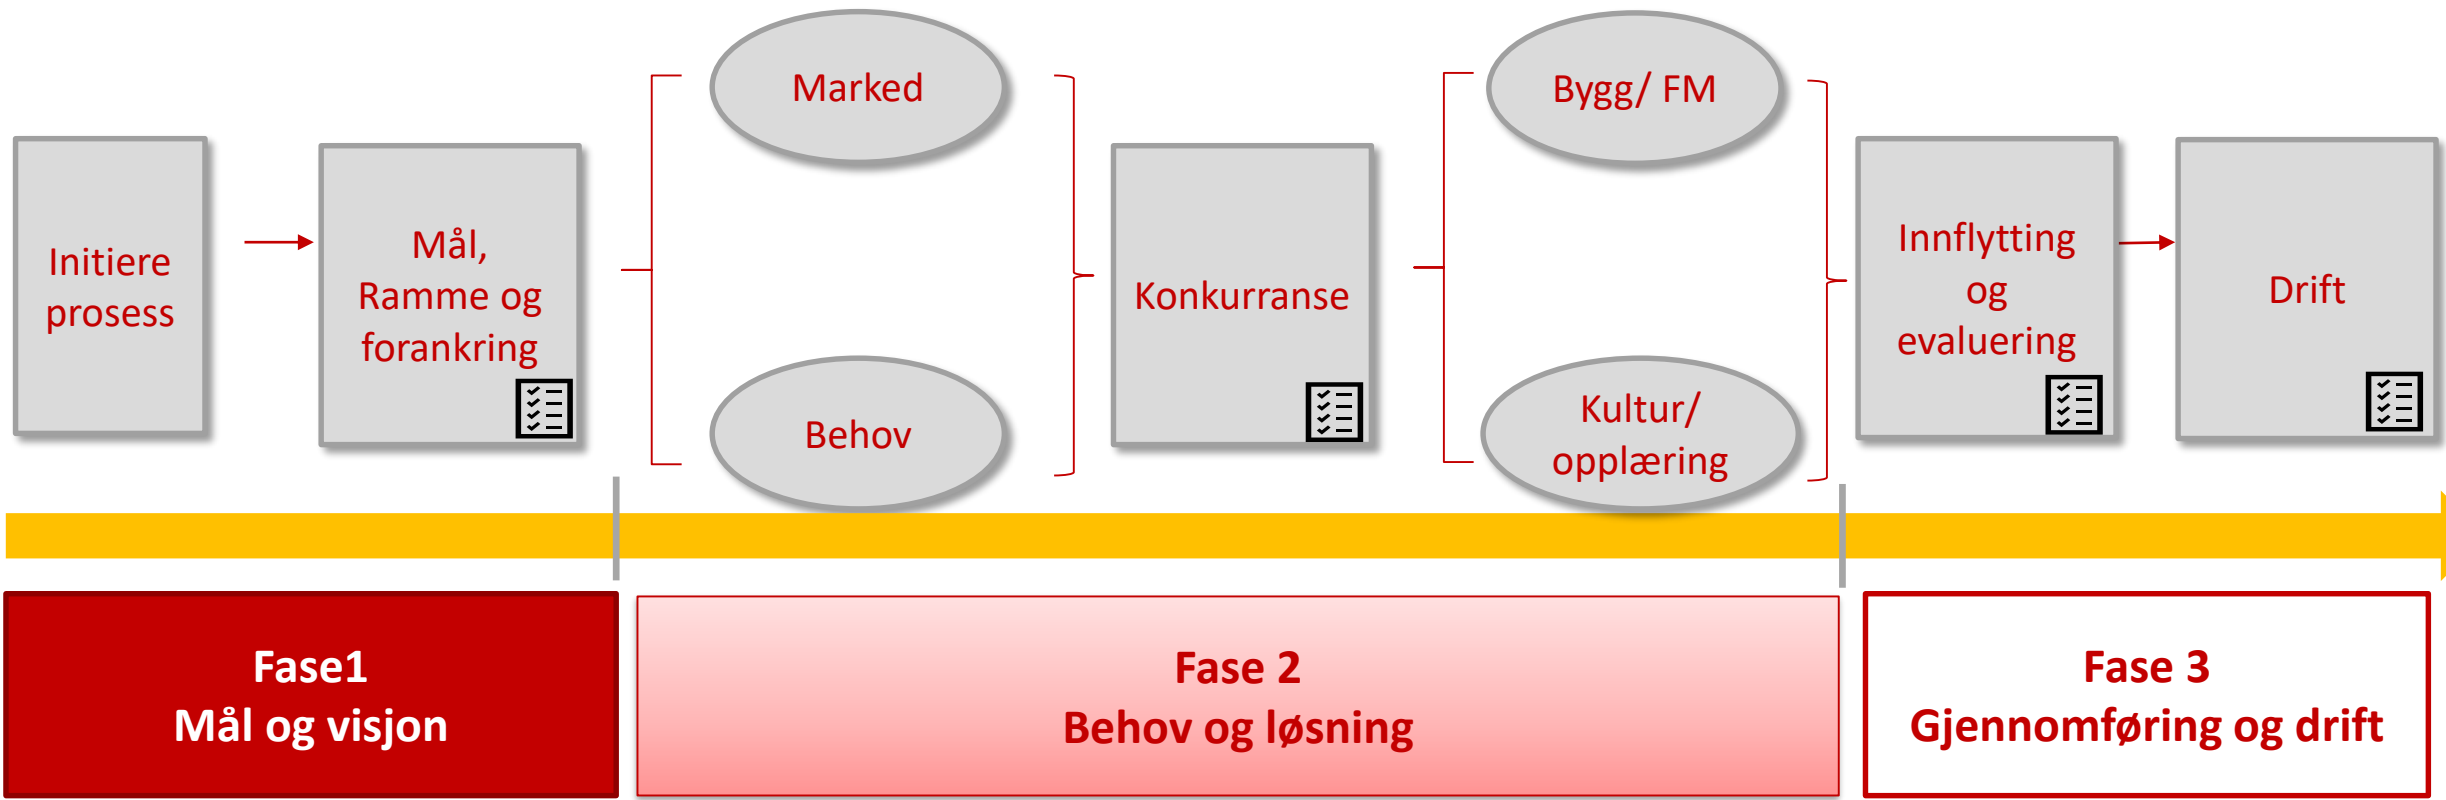 Initiere
prosess
Mål,
Ramme og
forankring
Marked
Behov
Konkurranse
Bygg/ FM
Kultur/
opplæring
Innflytting
og
evaluering
Drift
Fase1
Mål og visjon
Fase 2
Behov og løsning
Fase 3
Gjennomføring og drift